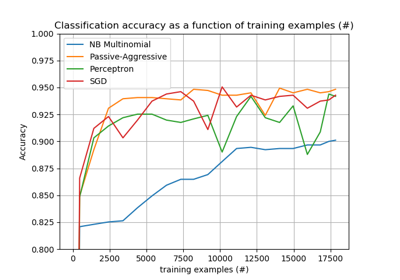 Classification accuracy as a function of training examples (#)
1.000
0.975
0.950
0.925
0.900
0.875
0.850
0.825
0.800
Accuracy
NB Multinomial
Passive-Aggressive
Perceptron
SGD
0 2500 5000 7500 10000 12500 15000 17500
training examples (#)